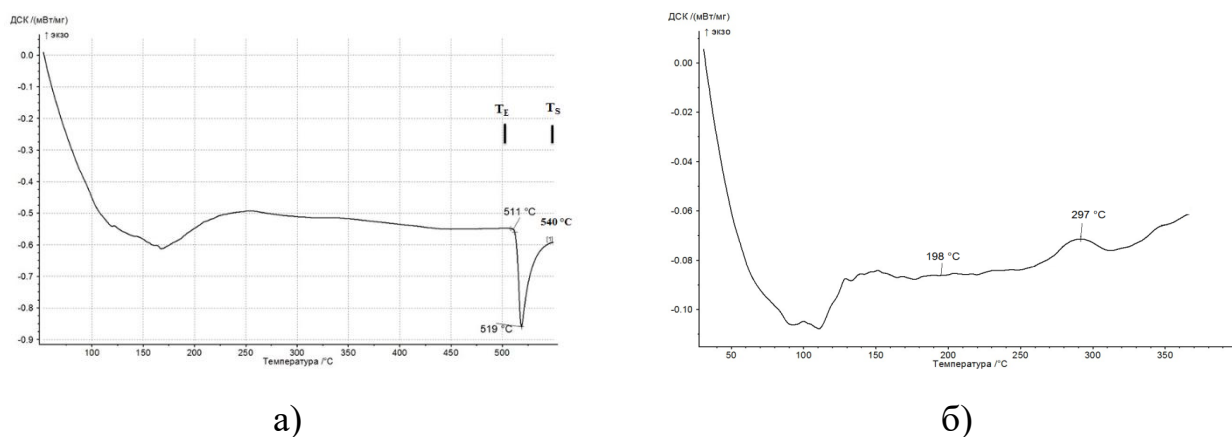 ДСК /(мВт/мг)
↑ экзо
0.0
-0.1
-0.2
-0.3
-0.4
-0.5
-0.6
-0.7
-0.8
-0.9
T_E
T_S
511 °C
540 °C
[1]
519 °C
100 150 200 250 300 350 400 450 500
Температура /°C
а)
ДСК /(мВт/мг)
↑ экзо
0.00
-0.02
-0.04
-0.06
-0.08
-0.10
198 °C
297 °C
50 100 150 200 250 300 350
Температура /°C
б)